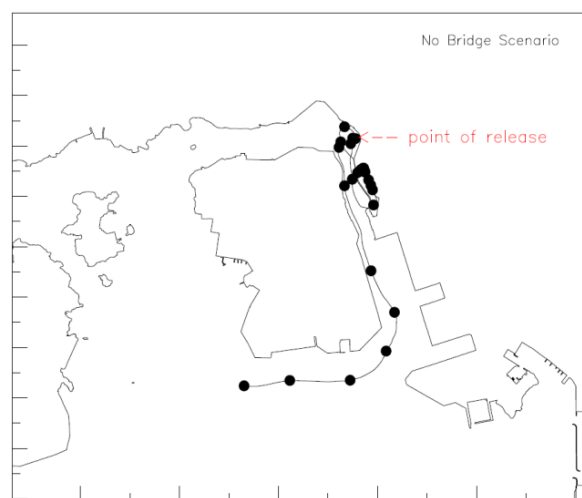 No Bridge Scenario
<-- point of release